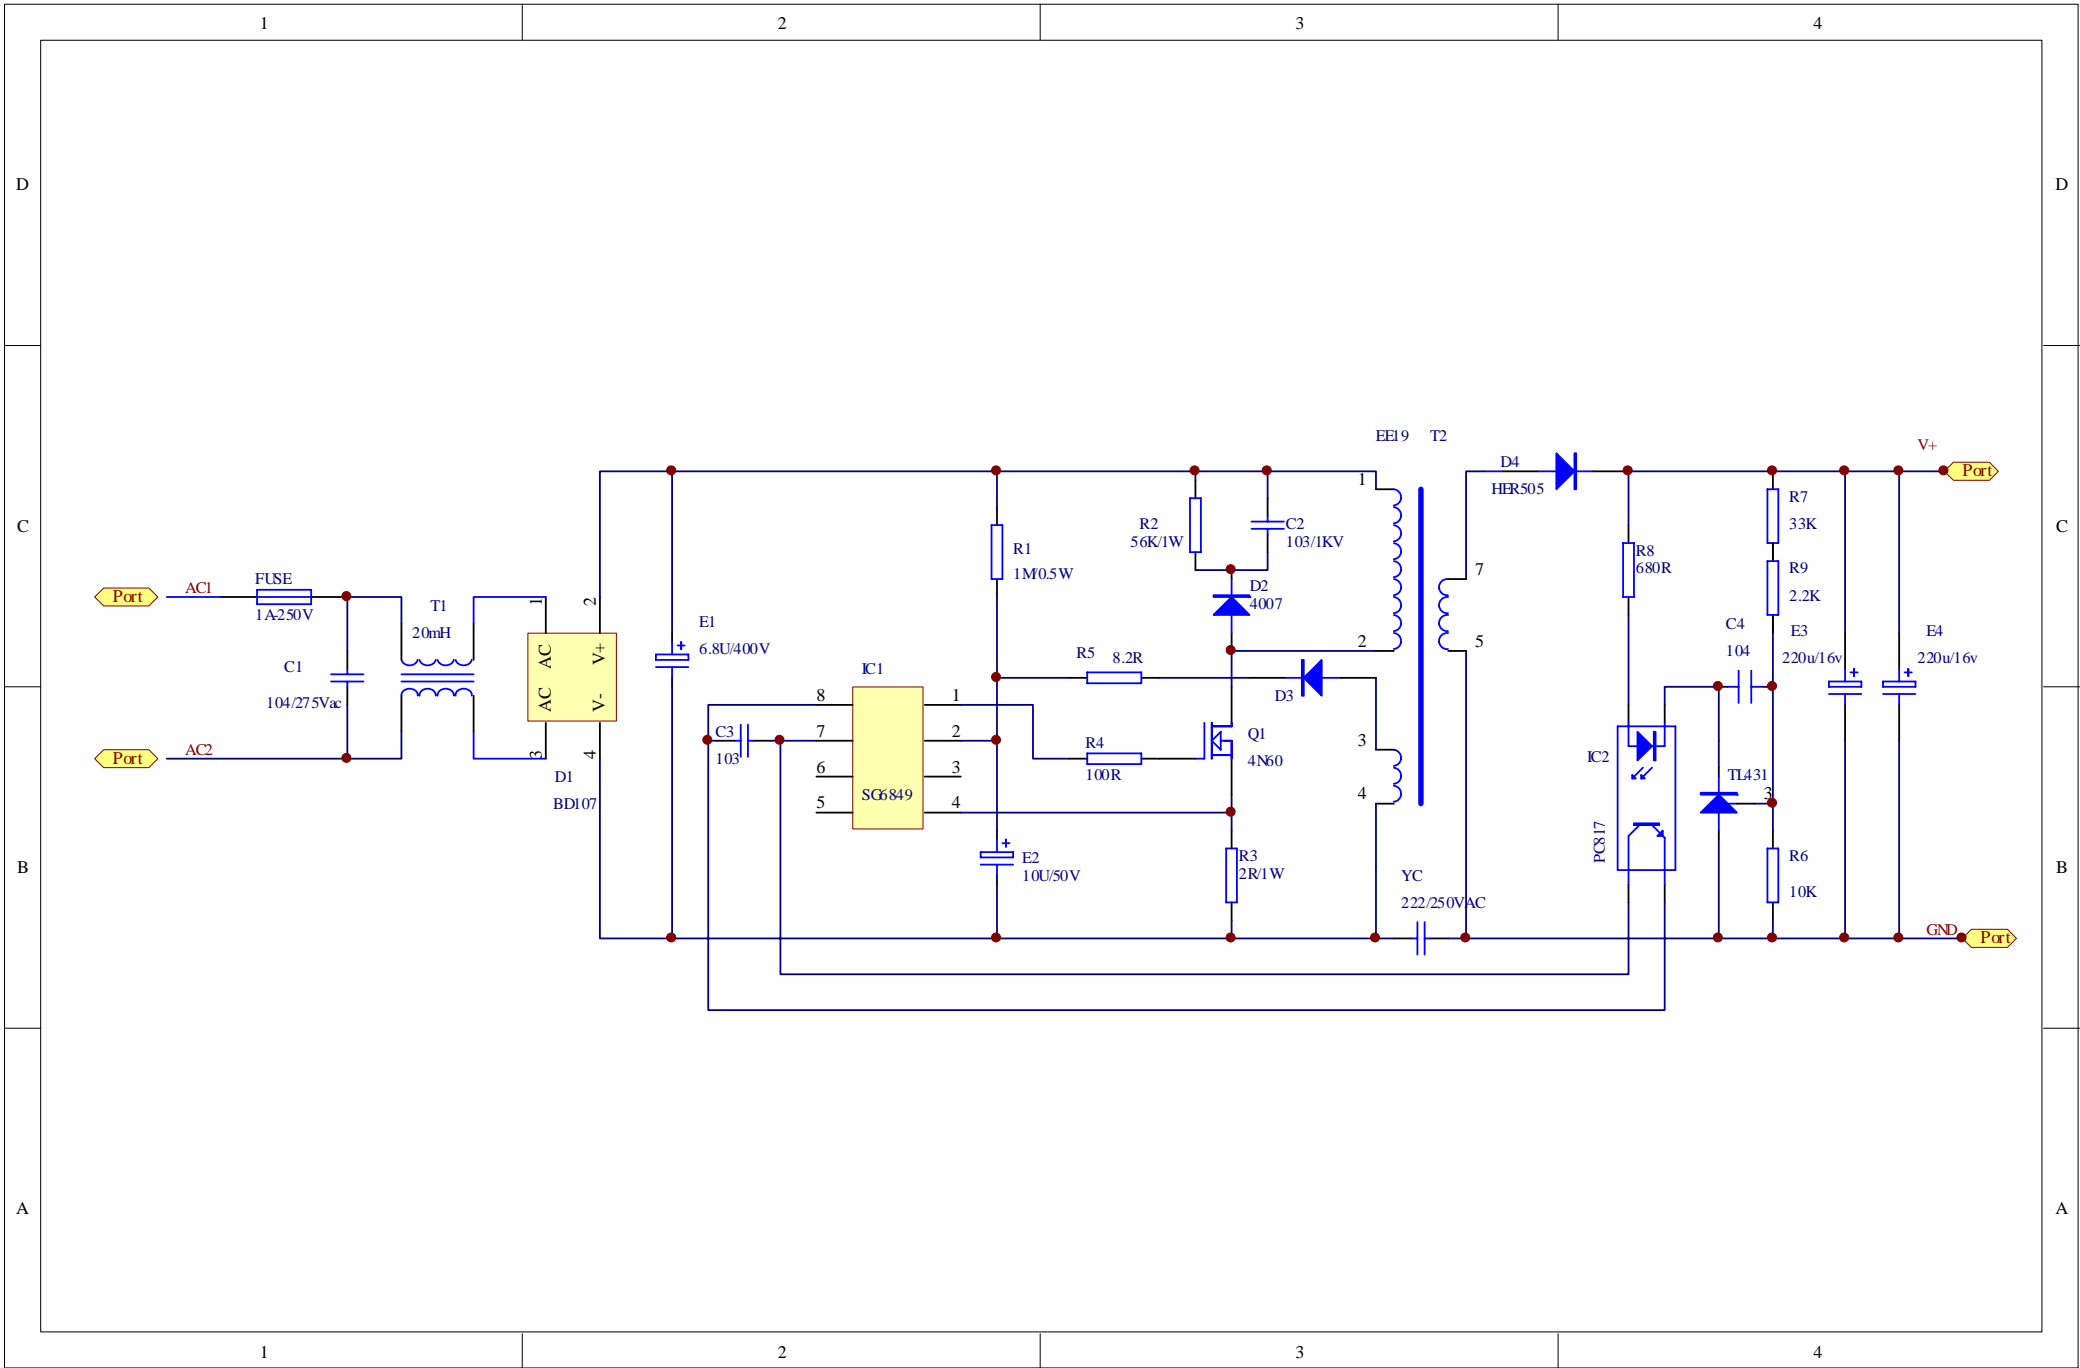 1 2 3 4
D D
EE19 T2
V+
D4
Port
1
HER505
R7
R2 C2 33K
56K/1W 103/1KV
C C
R1 R8
1M/0.5W 680R 7
FUSE R9
Port AC1 D2
1A-250V T1 1 2 4007 2.2K
20mH C4 E3 E4
AC V+ E1 2 5 104 220u/16v 220u/16v
6.8U/400V R5 8.2R
C1 IC1
104/275Vac AC V- 8 1 D3
C3 7 2 Q1 3
Port AC2 103 R4 4N60 IC2
3 4 6 3 100R TL431
D1 SG6849 3
BD107 5 4 4
PC817
E2 R3 R6
10U/50V 2R/1W YC
B B
222/250VAC 10K
GND Port
A A
1 2 3 4